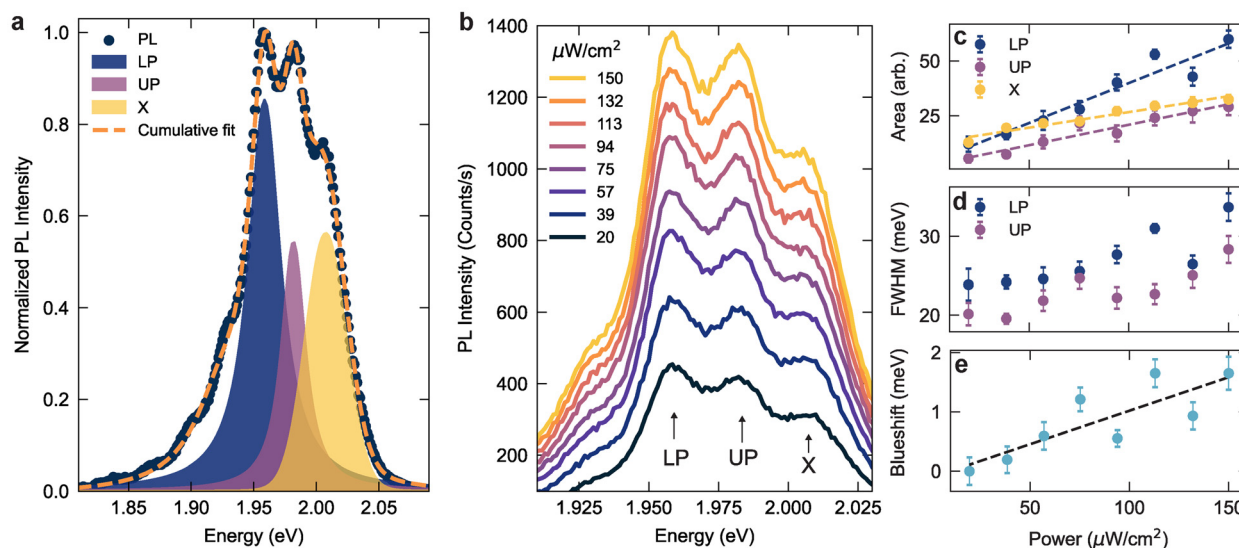 a
Normalized PL Intensity
1.0
0.8
0.6
0.4
0.2
0.0
PL
LP
UP
X
Cumulative fit
1.85
1.90
1.95
2.00
2.05
Energy (eV)
b
PL Intensity (Counts/s)
1400
1200
1000
800
600
400
200
μW/cm²
150
132
113
94
75
57
39
20
LP
UP
X
1.925
1.950
1.975
2.000
2.025
Energy (eV)
c
Area (arb.)
50
25
LP
UP
X
d
FWHM (meV)
30
20
LP
UP
e
Blueshift (meV)
2
1
0
50
100
150
Power (μW/cm²)